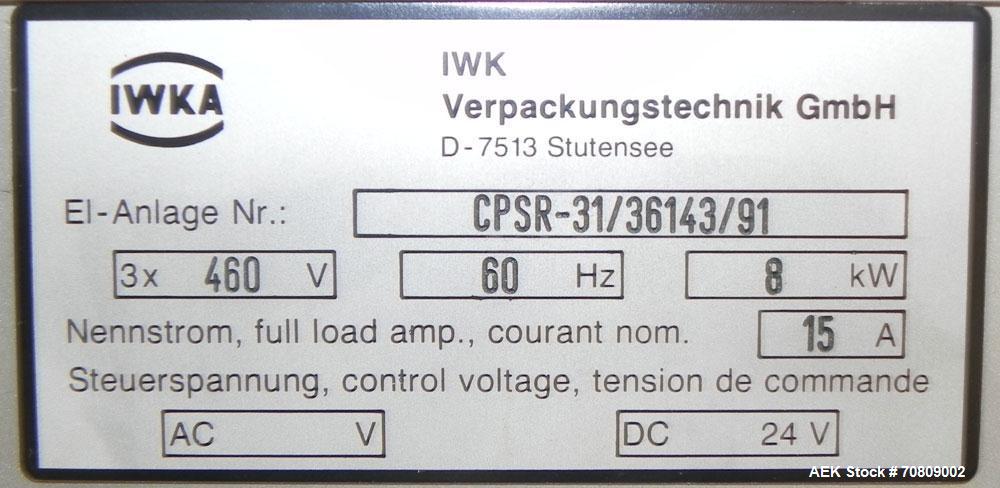 IWKA
IWK
Verpackungstechnik GmbH
D-7513 Stutensee
El-Anlage Nr.: CPSR-31/36143/91
3x 460 V 60 Hz 8 kW
Nennstrom, full load amp., courant nom. 15 A
Steuerspannung, control voltage, tension de commande
AC V DC 24 V
AEK Stock # 70809002